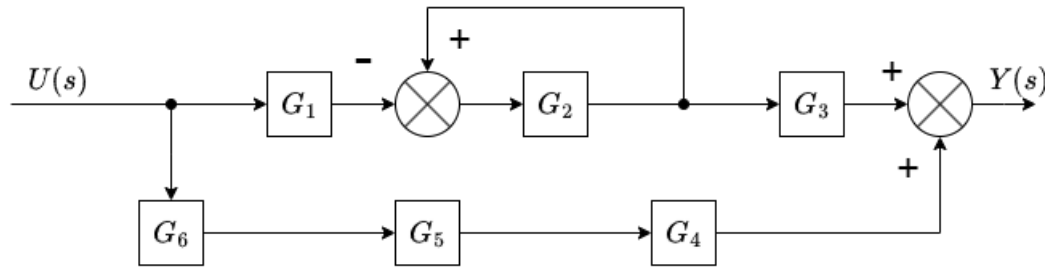 +
-
+
U(s)
Y(s)
G₁
G₂
G₃
+
G₆
G₅
G₄